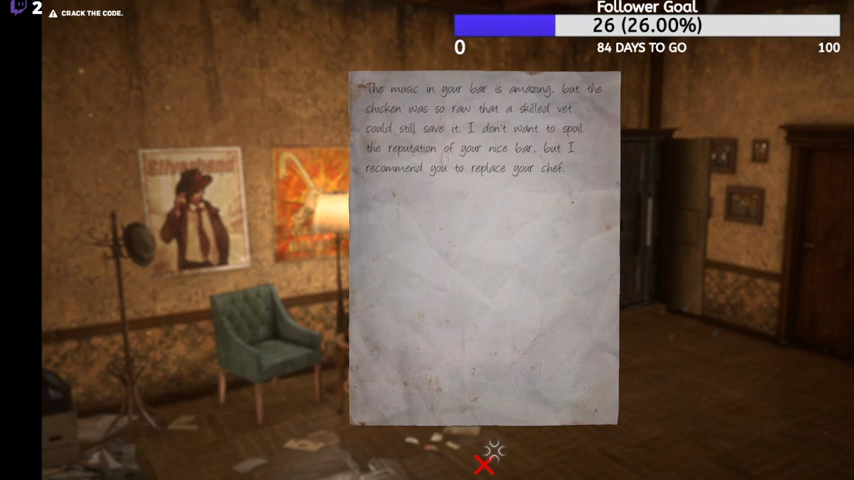 2
CRACK THE CODE.
Follower Goal
26 (26.00%)
0
84 DAYS TO GO
100
The music in your bar is amazing, but the
chicken was so raw that a skilled vet
could still save it. I don't want to spoil
the reputation of your nice bar, but I
recommend you to replace your chef.
Silverhand